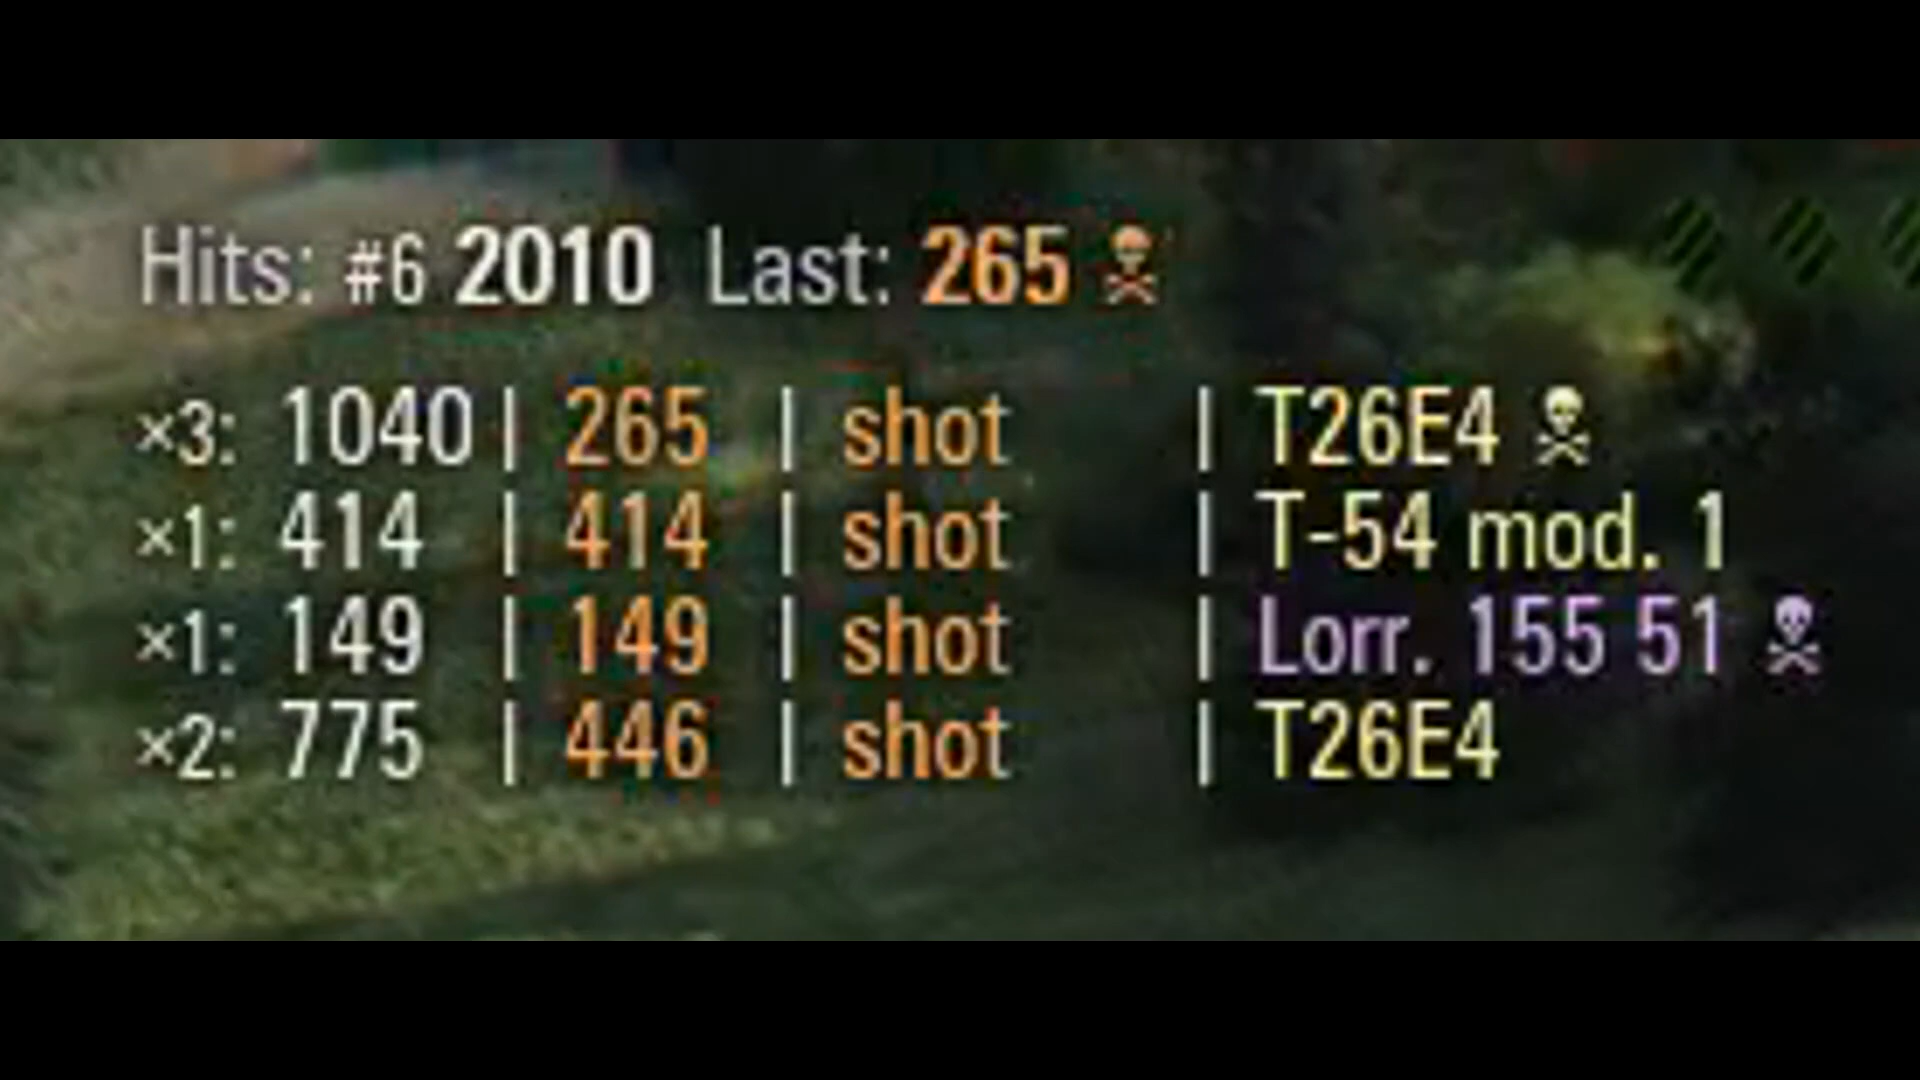 Hits: #6 2010 Last: 265 ☠
×3: 1040 | 265 | shot | T26E4 ☠
×1: 414 | 414 | shot | T-54 mod. 1
×1: 149 | 149 | shot | Lorr. 155 51 ☠
×2: 775 | 446 | shot | T26E4